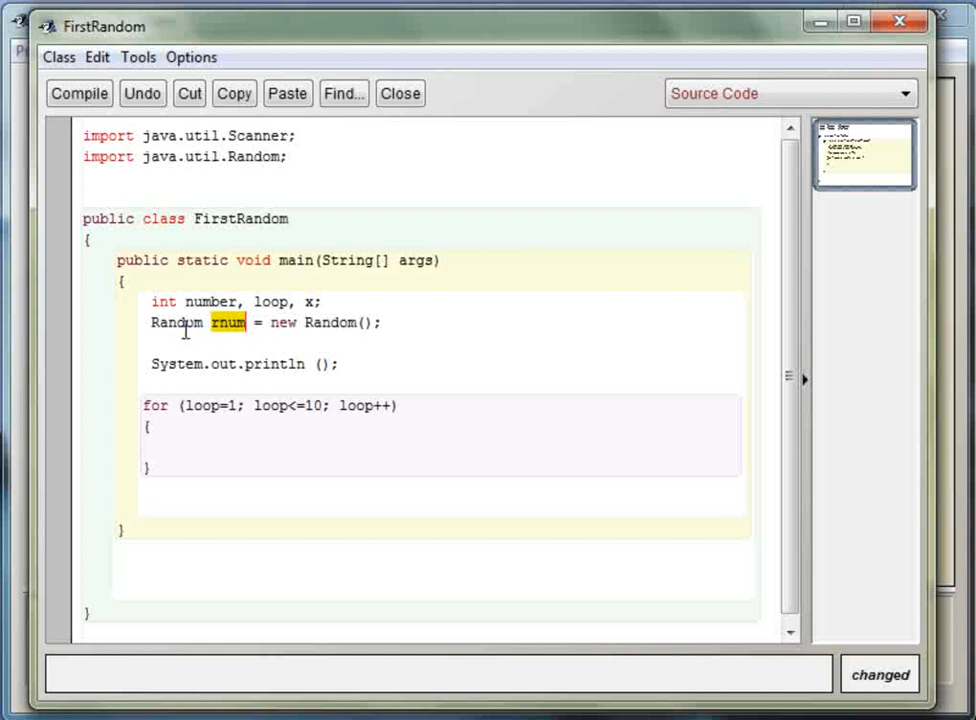 FirstRandom
Class Edit Tools Options
Compile Undo Cut Copy Paste Find... Close Source Code
import java.util.Scanner;
import java.util.Random;
public class FirstRandom
{
public static void main(String[] args)
{
int number, loop, x;
Random rnum = new Random();
System.out.println ();
for (loop=1; loop<=10; loop++)
{
}
}
}
changed